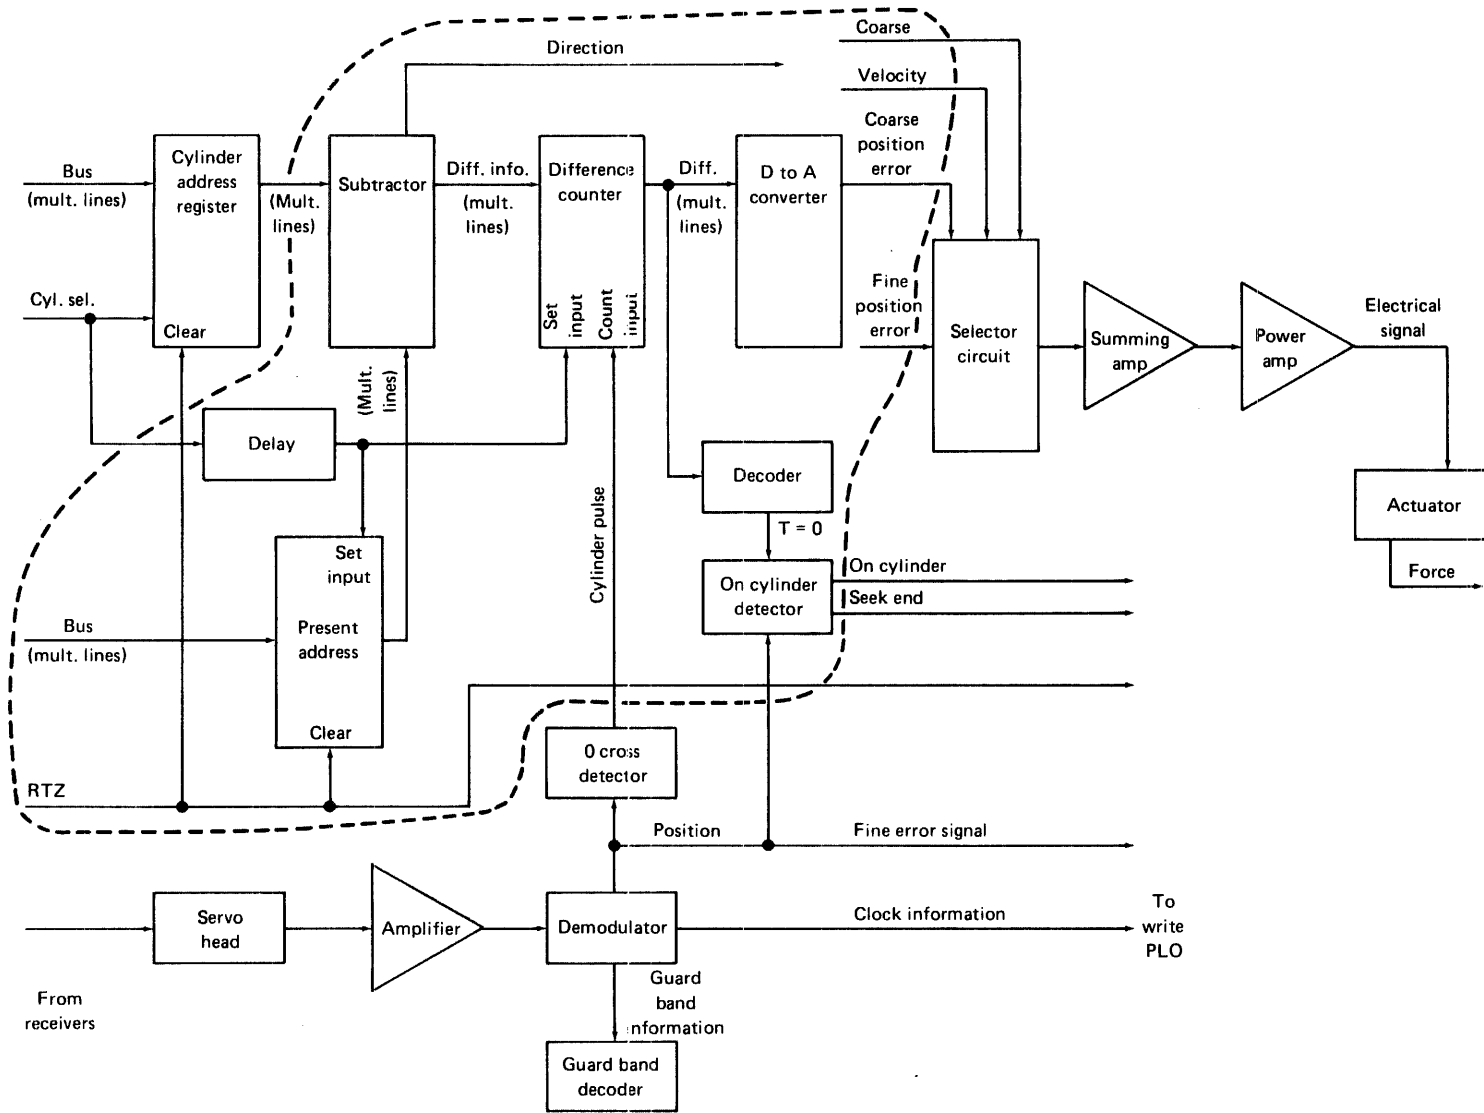 Coarse
Direction
Velocity
Coarse
position
error
Bus
(mult. lines)
Cylinder
address
register
(Mult.
lines)
Subtractor
Diff. info.
(mult.
lines)
Difference
counter
Diff.
(mult.
lines)
D to A
converter
Cyl. sel.
Clear
Set
input
Count
input
Fine
position
error
Selector
circuit
Summing
amp
Power
amp
Electrical
signal
(Mult.
lines)
Delay
Decoder
T = 0
Actuator
Force
Cylinder pulse
Set
input
Present
address
Clear
Bus
(mult. lines)
On cylinder
detector
On cylinder
Seek end
RTZ
0 cross
detector
Position
Fine error signal
Servo
head
Amplifier
Demodulator
Clock information
To
write
PLO
From
receivers
Guard
band
information
Guard band
decoder